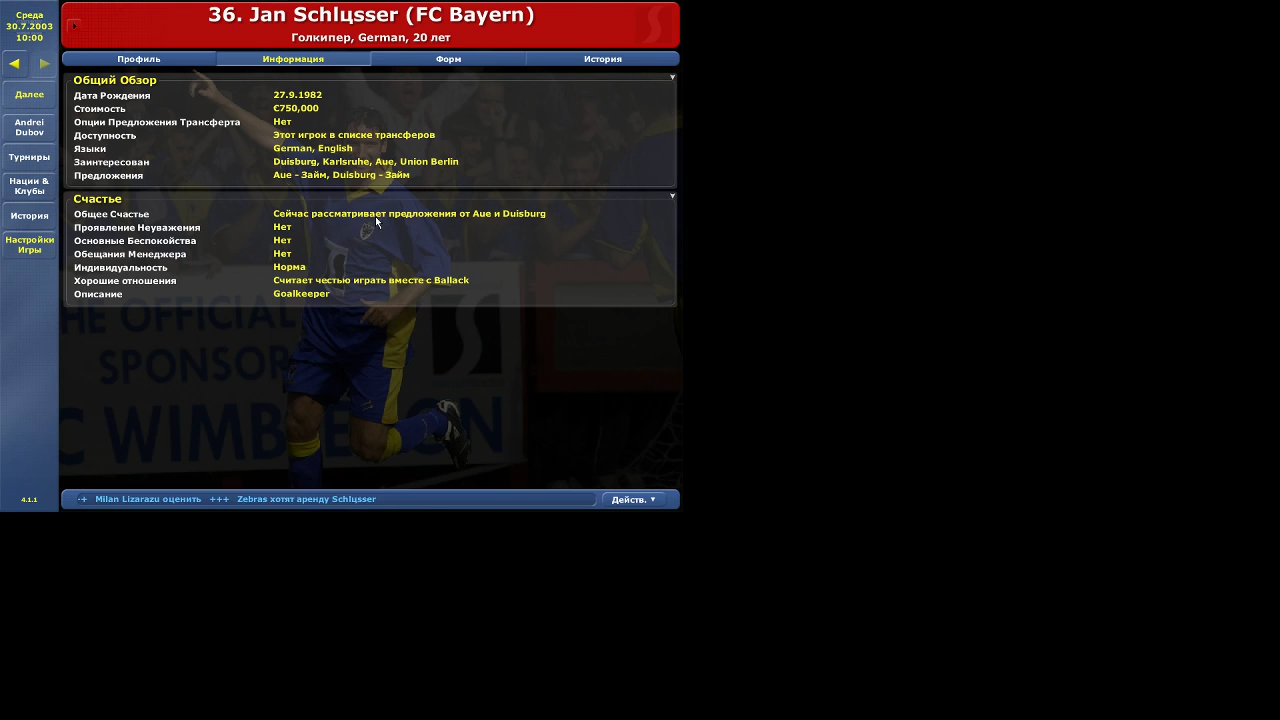 Среда
30.7.2003
10:00
36. Jan Schlцsser (FC Bayern)
Голкипер, German, 20 лет
Профиль
Информация
Форм
История
Далее
Andrei
Dubov
Турниры
Нации &
Клубы
История
Настройки
Игры
4.1.1
Общий Обзор
Дата Рождения 27.9.1982
Стоимость €750,000
Опции Предложения Трансферта Нет
Доступность Этот игрок в списке трансферов
Языки German, English
Заинтересован Duisburg, Karlsruhe, Aue, Union Berlin
Предложения Aue - Займ, Duisburg - Займ
Счастье
Общее Счастье Сейчас рассматривает предложения от Aue и Duisburg
Проявление Неуважения Нет
Основные Беспокойства Нет
Обещания Менеджера Нет
Индивидуальность Норма
Хорошие отношения Считает честью играть вместе с Ballack
Описание Goalkeeper
HE OFFICIAL
SPONSOR
C WIMB ON
-+ Milan Lizarazu оценить +++ Zebras хотят аренду Schlцsser
Действ.